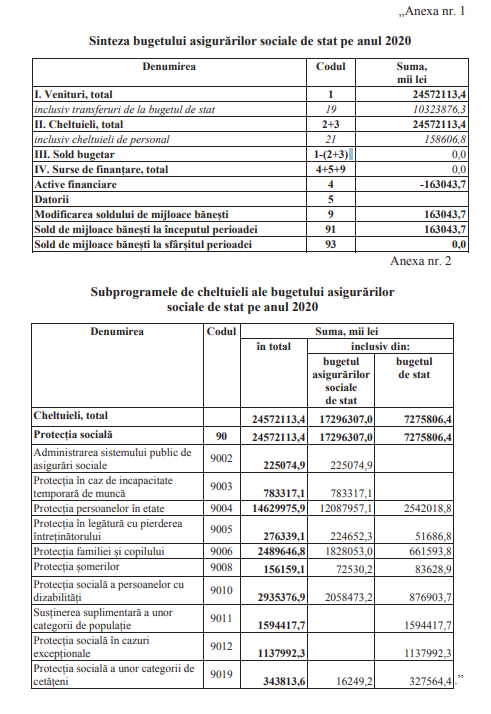 „Anexa nr. 1
Sinteza bugetului asigurărilor sociale de stat pe anul 2020
Denumirea Codul Suma,
mii lei
I. Venituri, total 1 24572113,4
inclusiv transferuri de la bugetul de stat 19 10323876,3
II. Cheltuieli, total 2+3 24572113,4
inclusiv cheltuieli de personal 21 158606,8
III. Sold bugetar 1-(2+3) 0,0
IV. Surse de finanțare, total 4+5+9 0,0
Active financiare 4 -163043,7
Datorii 5
Modificarea soldului de mijloace bănești 9 163043,7
Sold de mijloace bănești la începutul perioadei 91 163043,7
Sold de mijloace bănești la sfârșitul perioadei 93 0,0
Anexa nr. 2
Subprogramele de cheltuieli ale bugetului asigurărilor
sociale de stat pe anul 2020
Denumirea Codul Suma, mii lei
în total inclusiv din:
bugetul bugetul
asigurărilor de stat
sociale
de stat
Cheltuieli, total 24572113,4 17296307,0 7275806,4
Protecția socială 90 24572113,4 17296307,0 7275806,4
Administrarea sistemului public de
asigurări sociale 9002 225074,9 225074,9
Protecția în caz de incapacitate
temporară de muncă 9003 783317,1 783317,1
Protecția persoanelor în etate 9004 14629975,9 12087957,1 2542018,8
Protecția în legătură cu pierderea
întreținătorului 9005 276339,1 224652,3 51686,8
Protecția familiei și copilului 9006 2489646,8 1828053,0 661593,8
Protecția șomerilor 9008 156159,1 72530,2 83628,9
Protecția socială a persoanelor cu
dizabilități 9010 2935376,9 2058473,2 876903,7
Susținerea suplimentară a unor
categorii de populație 9011 1594417,7 1594417,7
Protecția socială în cazuri
excepționale 9012 1137992,3 1137992,3
Protecția socială a unor categorii de
cetățeni 9019 343813,6 16249,2 327564,4.”